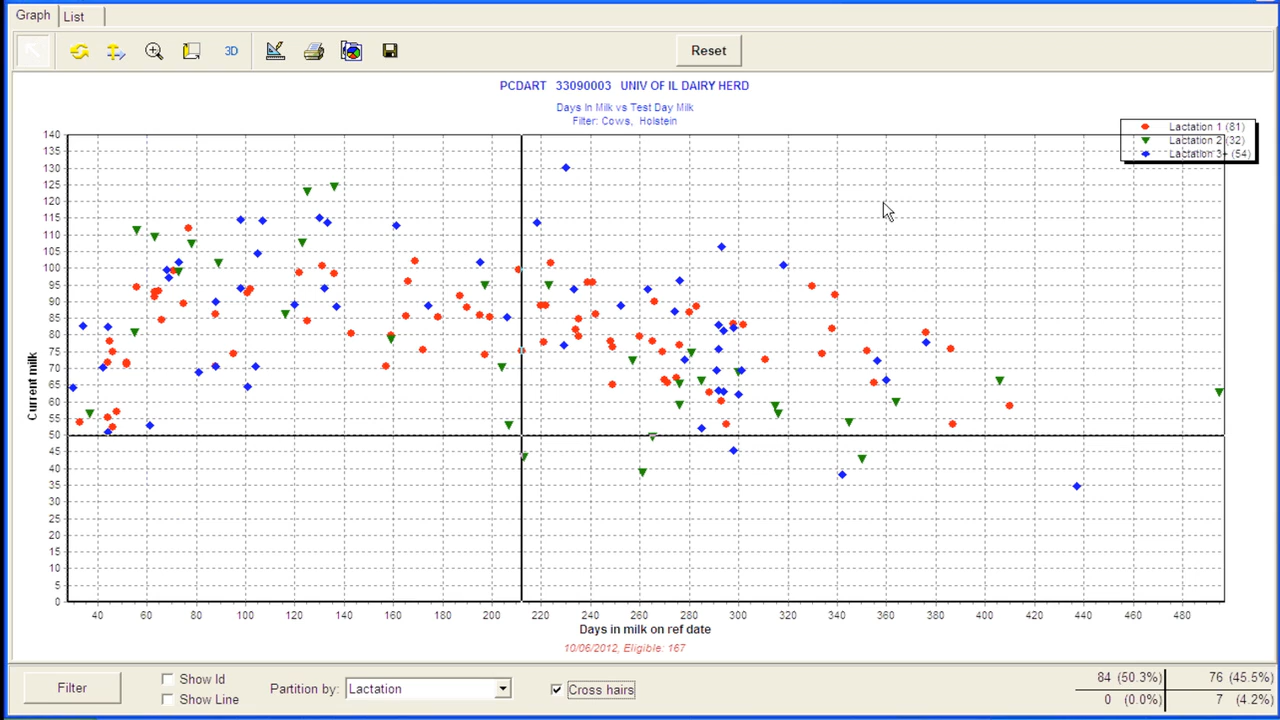 Graph List
3D Reset
PCDART 33090003 UNIV OF IL DAIRY HERD
Days In Milk vs Test Day Milk
Filter: Cows, Holstein
Lactation 1 (81)
Lactation 2 (32)
Lactation 3+ (54)
140
135
130
125
120
115
110
105
100
95
90
85
80
75
70
65
60
55
50
45
40
35
30
25
20
15
10
5
0
Current milk
40 60 80 100 120 140 160 180 200 220 240 260 280 300 320 340 360 380 400 420 440 460 480
Days in milk on ref date
10/06/2012, Eligible: 167
Filter
Show Id
Show Line
Partition by: Lactation
Cross hairs
84 (50.3%) 76 (45.5%)
0 (0.0%) 7 (4.2%)